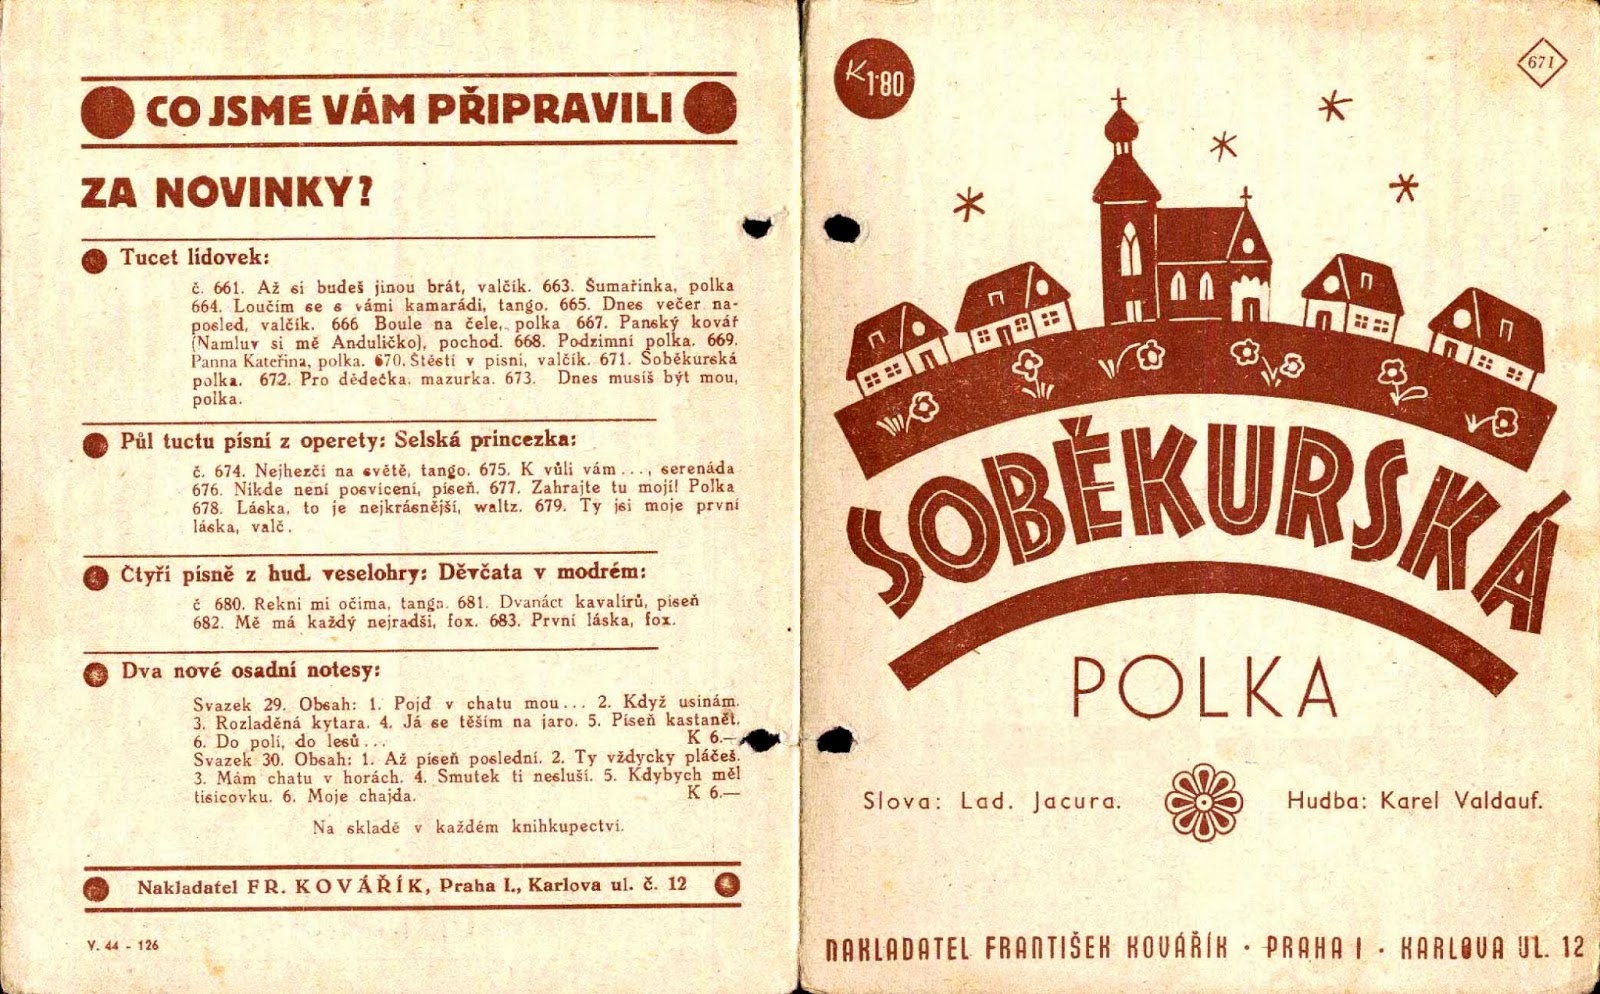 CO JSME VÁM PŘIPRAVILI
ZA NOVINKY?
Tucet lídovek:
č. 661. Až si budeš jinou brát, valčík. 663. Šumařinka, polka
664. Loučím se s vámi kamarádi, tango. 665. Dnes večer na-
posled, valčík. 666 Boule na čele, polka 667. Panský kovář
(Namluv si mě Anduličko), pochod. 668. Podzimní polka. 669.
Panna Kateřina, polka. 670. Štěstí v písni, valčík. 671. Soběkurská
polka. 672. Pro dědečka. mazurka. 673. Dnes musíš být mou,
polka.
Půl tuctu písní z operety: Selská princezka:
č. 674. Nejhezčí na světě, tango. 675. K vůli vám..., serenáda
676. Nikde není posvícení, píseň. 677. Zahrajte tu mojí! Polka
678. Láska, to je nejkrásnější, waltz. 679. Ty jsi moje první
láska, valč.
Čtyři písně z hud. veselohry: Děvčata v modrém:
č 680. Řekni mi očima, tango. 681. Dvanáct kavalírů, píseň
682. Mě má každý nejradši, fox. 683. První láska, fox.
Dva nové osadní notesy:
Svazek 29. Obsah: 1. Pojď v chatu mou... 2. Když usínám.
3. Rozladěná kytara. 4. Já se těším na jaro. 5. Píseň kastanět.
6. Do polí, do lesů... K 6.—
Svazek 30. Obsah: 1. Až píseň poslední. 2. Ty vždycky pláčeš.
3. Mám chatu v horách. 4. Smutek ti nesluší. 5. Kdybych měl
tisícovku. 6. Moje chajda. K 6.—
Na skladě v každém knihkupectví.
Nakladatel FR. KOVÁŘÍK, Praha I., Karlova ul. č. 12
V. 44 - 126
K 1·80
671
SOBĚKURSKÁ
POLKA
Slova: Lad. Jacura.
Hudba: Karel Valdauf.
NAKLADATEL FRANTIŠEK KOVÁŘÍK · PRAHA I · KARLOVA UL. 12